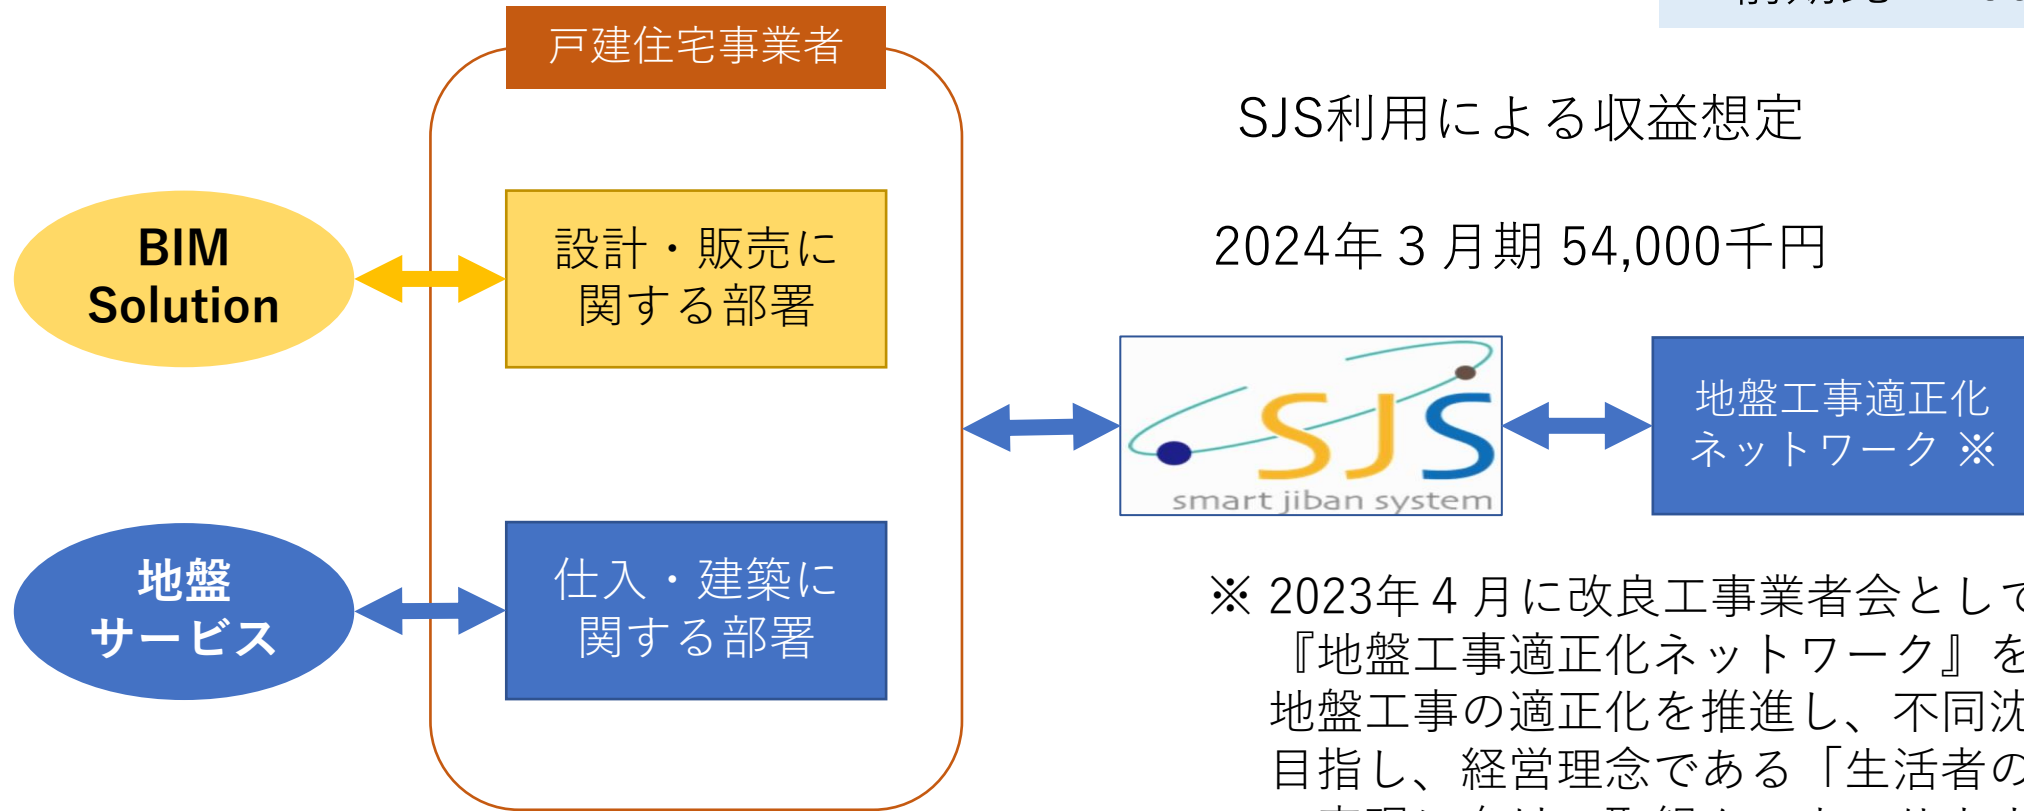 戸建住宅事業者
SJS利用による収益想定
2024年３月期 54,000千円
BIM
Solution
設計・販売に
関する部署
SJS
smart jiban system
地盤工事適正化
ネットワーク ※
地盤
サービス
仕入・建築に
関する部署
※ 2023年４月に改良工事業者会として
『地盤工事適正化ネットワーク』を
地盤工事の適正化を推進し、不同沈
目指し、経営理念である「生活者の